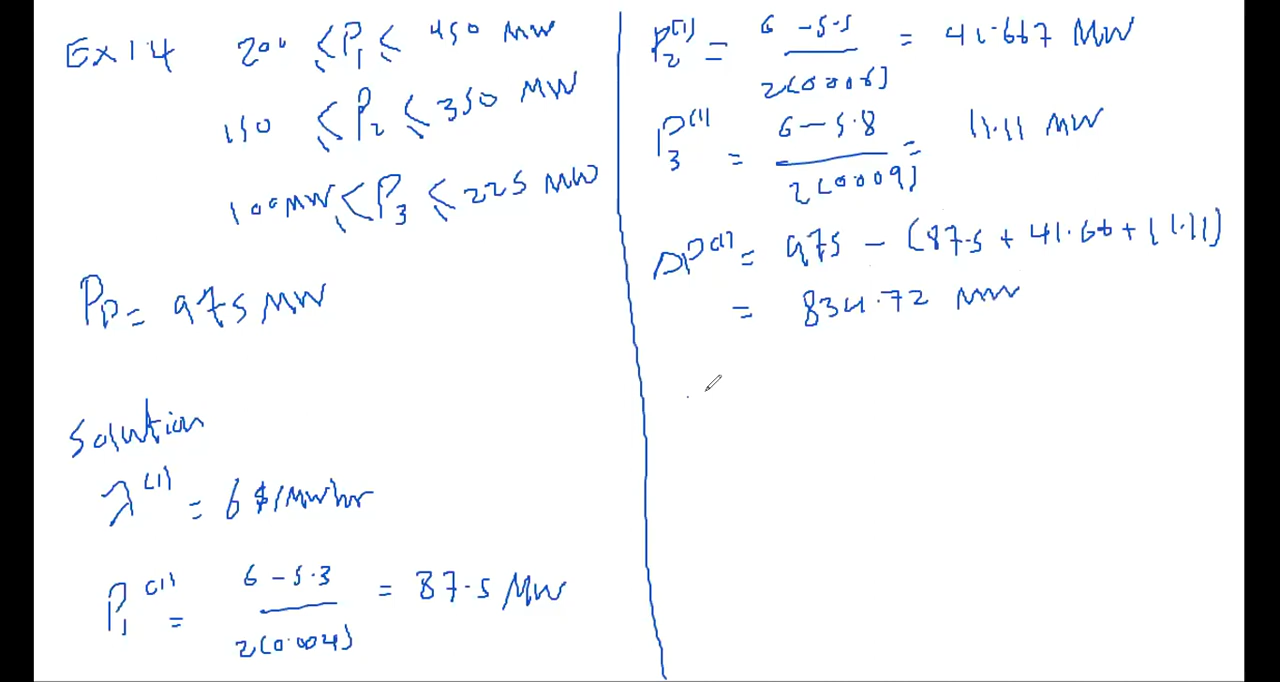 Ex 14 200 ≤ P1 ≤ 450 MW
150 ≤ P2 ≤ 350 MW
100MW ≤ P3 ≤ 225 MW
PD = 975 MW
Solution
λ(1) = 6 $/MWhr
P1(1) = 6 - 5.3 / 2(0.004) = 87.5 MW
P2(1) = 6 - 5.5 / 2(0.006) = 41.667 MW
P3(1) = 6 - 5.8 / 2(0.009) = 11.11 MW
ΔP(1) = 975 - (87.5 + 41.66 + 11.11)
= 834.72 MW